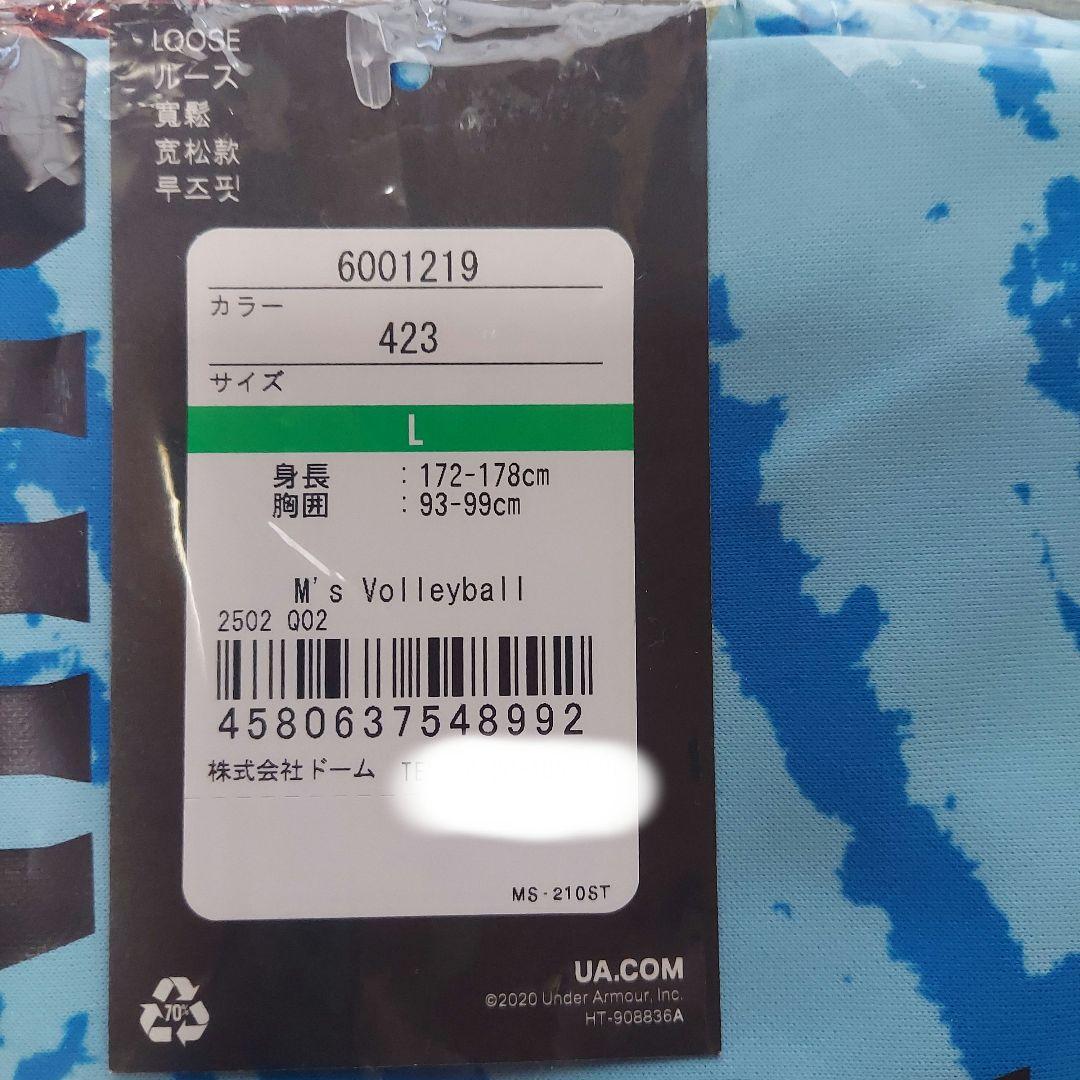 LOOSE
ルース
寬鬆
宽松款
루즈핏
6001219
カラー
423
サイズ
L
身長 : 172-178cm
胸囲 : 93-99cm
M's Volleyball
2502 Q02
4580637548992
株式会社ドーム
MS-210ST
70%
UA.COM
©2020 Under Armour, Inc.
HT-908836A